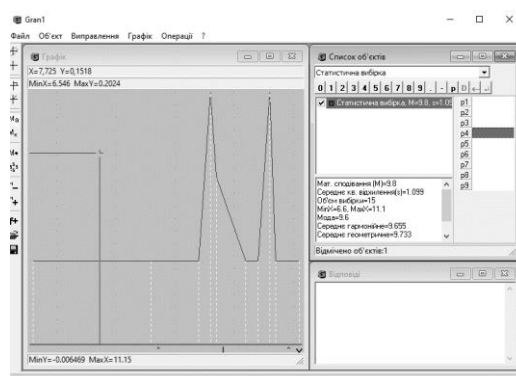 Gran1
Файл Об'єкт Виправлення Графік Операції ?
Графік
X=7,725 Y=0,1518
MinX=6.546 MaxY=0.2024
MinY=-0.006469 MaxX=11.15
Список об'єктів
Статистична вибірка
0 1 2 3 4 5 6 7 8 9 . - p D ← ↵
Статистична вибірка: M=9.8, s=1.09
p1
p2
p3
p4
p5
p6
p7
p8
p9
Мат. сподівання (M)=9.8
Середнє кв. відхилення(s)=1.099
Об'єм вибірки=15
MinX=6.6, MaxX=11.1
Мода=9.6
Середнє гармонійне=9.655
Середнє геометричне=9.733
Відмічено об'єктів:1
Відповіді